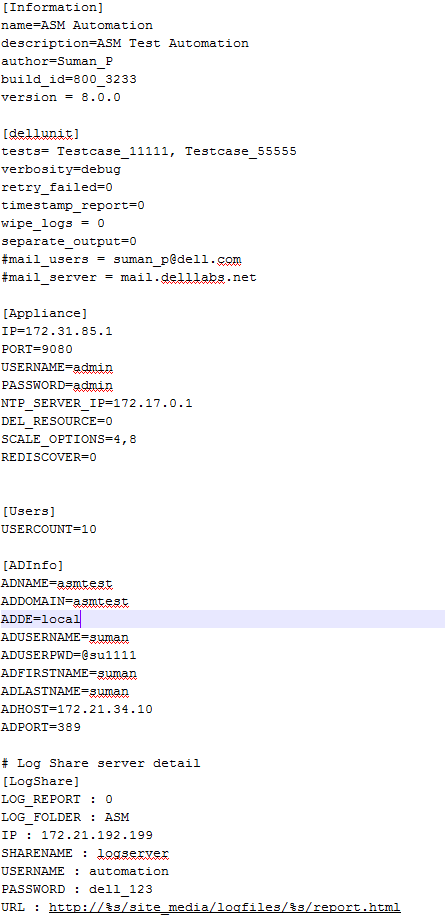 [Information]
name=ASM Automation
description=ASM Test Automation
author=Suman_P
build_id=800_3233
version = 8.0.0
[dellunit]
tests= Testcase_11111, Testcase_55555
verbosity=debug
retry_failed=0
timestamp_report=0
wipe_logs = 0
separate_output=0
#mail_users = suman_p@dell.com
#mail_server = mail.delllabs.net
[Appliance]
IP=172.31.85.1
PORT=9080
USERNAME=admin
PASSWORD=admin
NTP_SERVER_IP=172.17.0.1
DEL_RESOURCE=0
SCALE_OPTIONS=4,8
REDISCOVER=0
[Users]
USERCOUNT=10
[ADInfo]
ADNAME=asmtest
ADDOMAIN=asmtest
ADDE=local
ADUSERNAME=suman
ADUSERPWD=@su1111
ADFIRSTNAME=suman
ADLASTNAME=suman
ADHOST=172.21.34.10
ADPORT=389
# Log Share server detail
[LogShare]
LOG_REPORT : 0
LOG_FOLDER : ASM
IP : 172.21.192.199
SHARENAME : logserver
USERNAME : automation
PASSWORD : dell_123
URL : http://%s/site_media/logfiles/%s/report.html